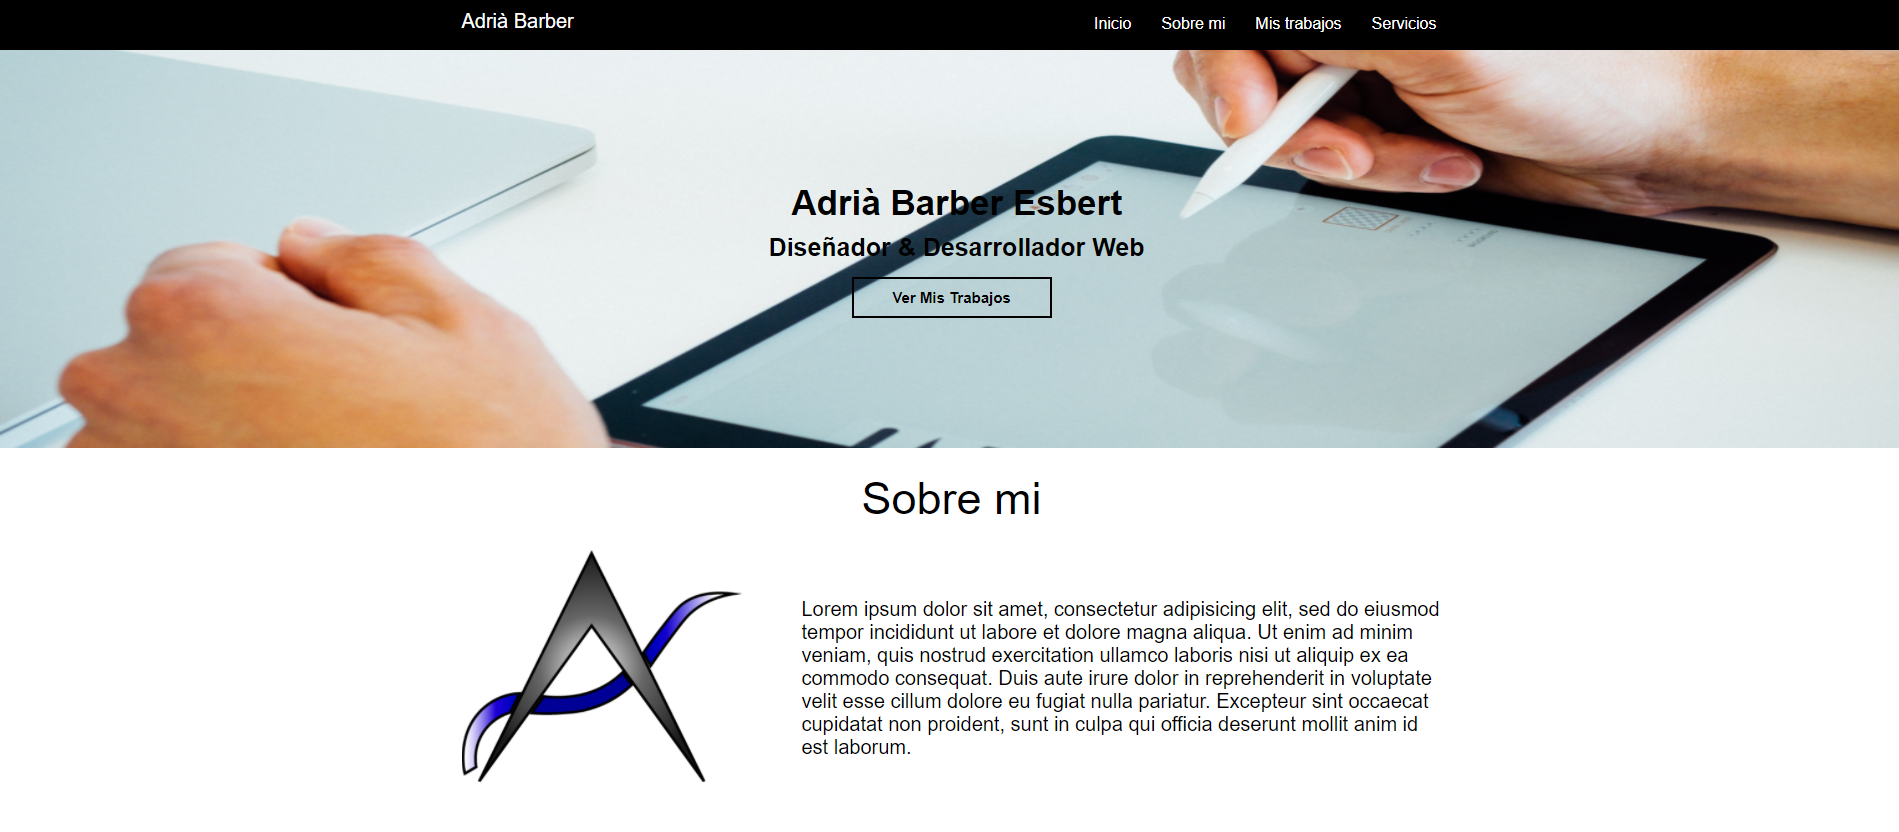 Adrià Barber
Inicio Sobre mi Mis trabajos Servicios
Adrià Barber Esbert
Diseñador & Desarrollador Web
Ver Mis Trabajos
Sobre mi
Lorem ipsum dolor sit amet, consectetur adipisicing elit, sed do eiusmod
tempor incididunt ut labore et dolore magna aliqua. Ut enim ad minim
veniam, quis nostrud exercitation ullamco laboris nisi ut aliquip ex ea
commodo consequat. Duis aute irure dolor in reprehenderit in voluptate
velit esse cillum dolore eu fugiat nulla pariatur. Excepteur sint occaecat
cupidatat non proident, sunt in culpa qui officia deserunt mollit anim id
est laborum.